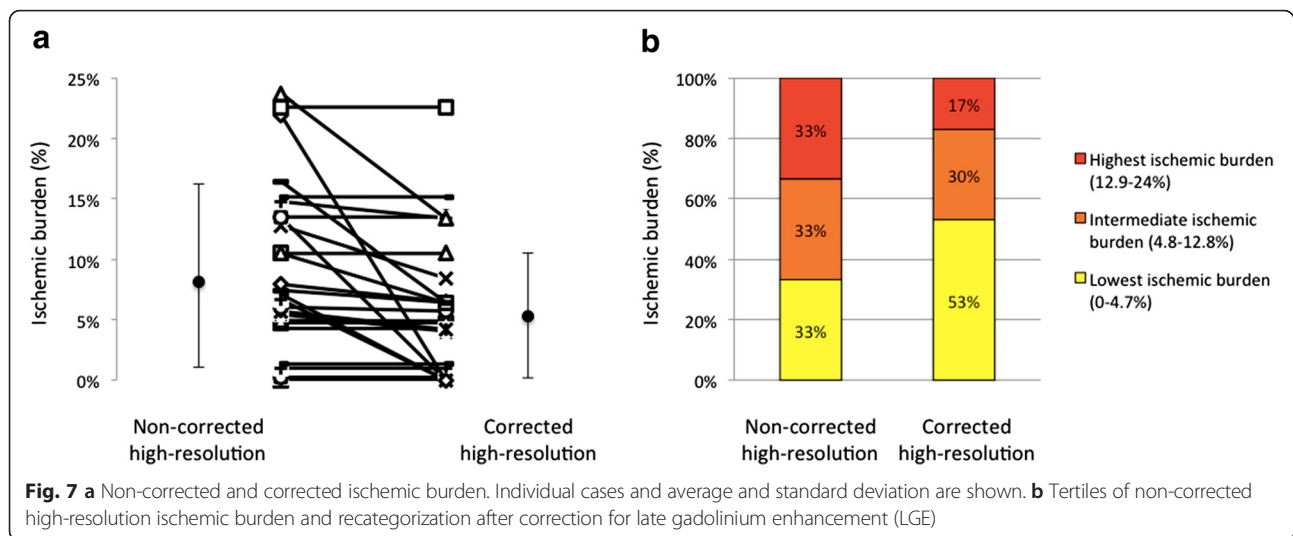 a
b
25%
20%
15%
10%
5%
0%
Ischemic burden (%)
Non-corrected
high-resolution
Corrected
high-resolution
100%
80%
60%
40%
20%
0%
Ischemic burden (%)
33%
33%
33%
17%
30%
53%
Non-corrected
high-resolution
Corrected
high-resolution
Highest ischemic burden
(12.9-24%)
Intermediate ischemic
burden (4.8-12.8%)
Lowest ischemic burden
(0-4.7%)
Fig. 7 a Non-corrected and corrected ischemic burden. Individual cases and average and standard deviation are shown. b Tertiles of non-corrected
high-resolution ischemic burden and recategorization after correction for late gadolinium enhancement (LGE)